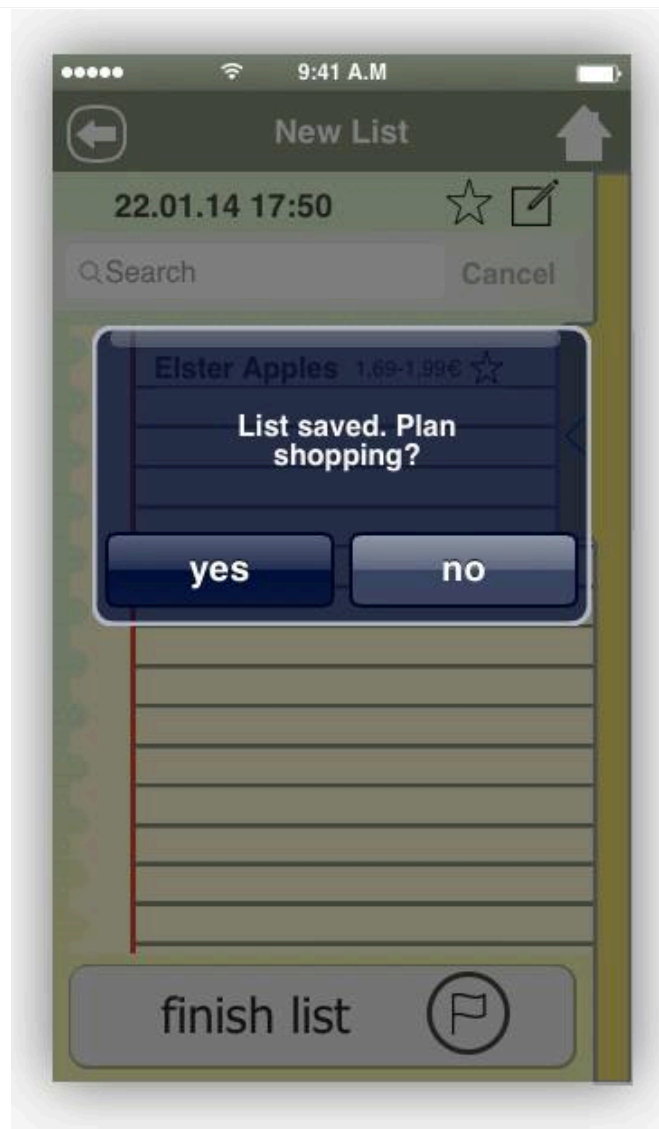 9:41 A.M
New List
22.01.14 17:50
Search
Cancel
Elster Apples 1,69-1,99€
List saved. Plan
shopping?
yes
no
finish list